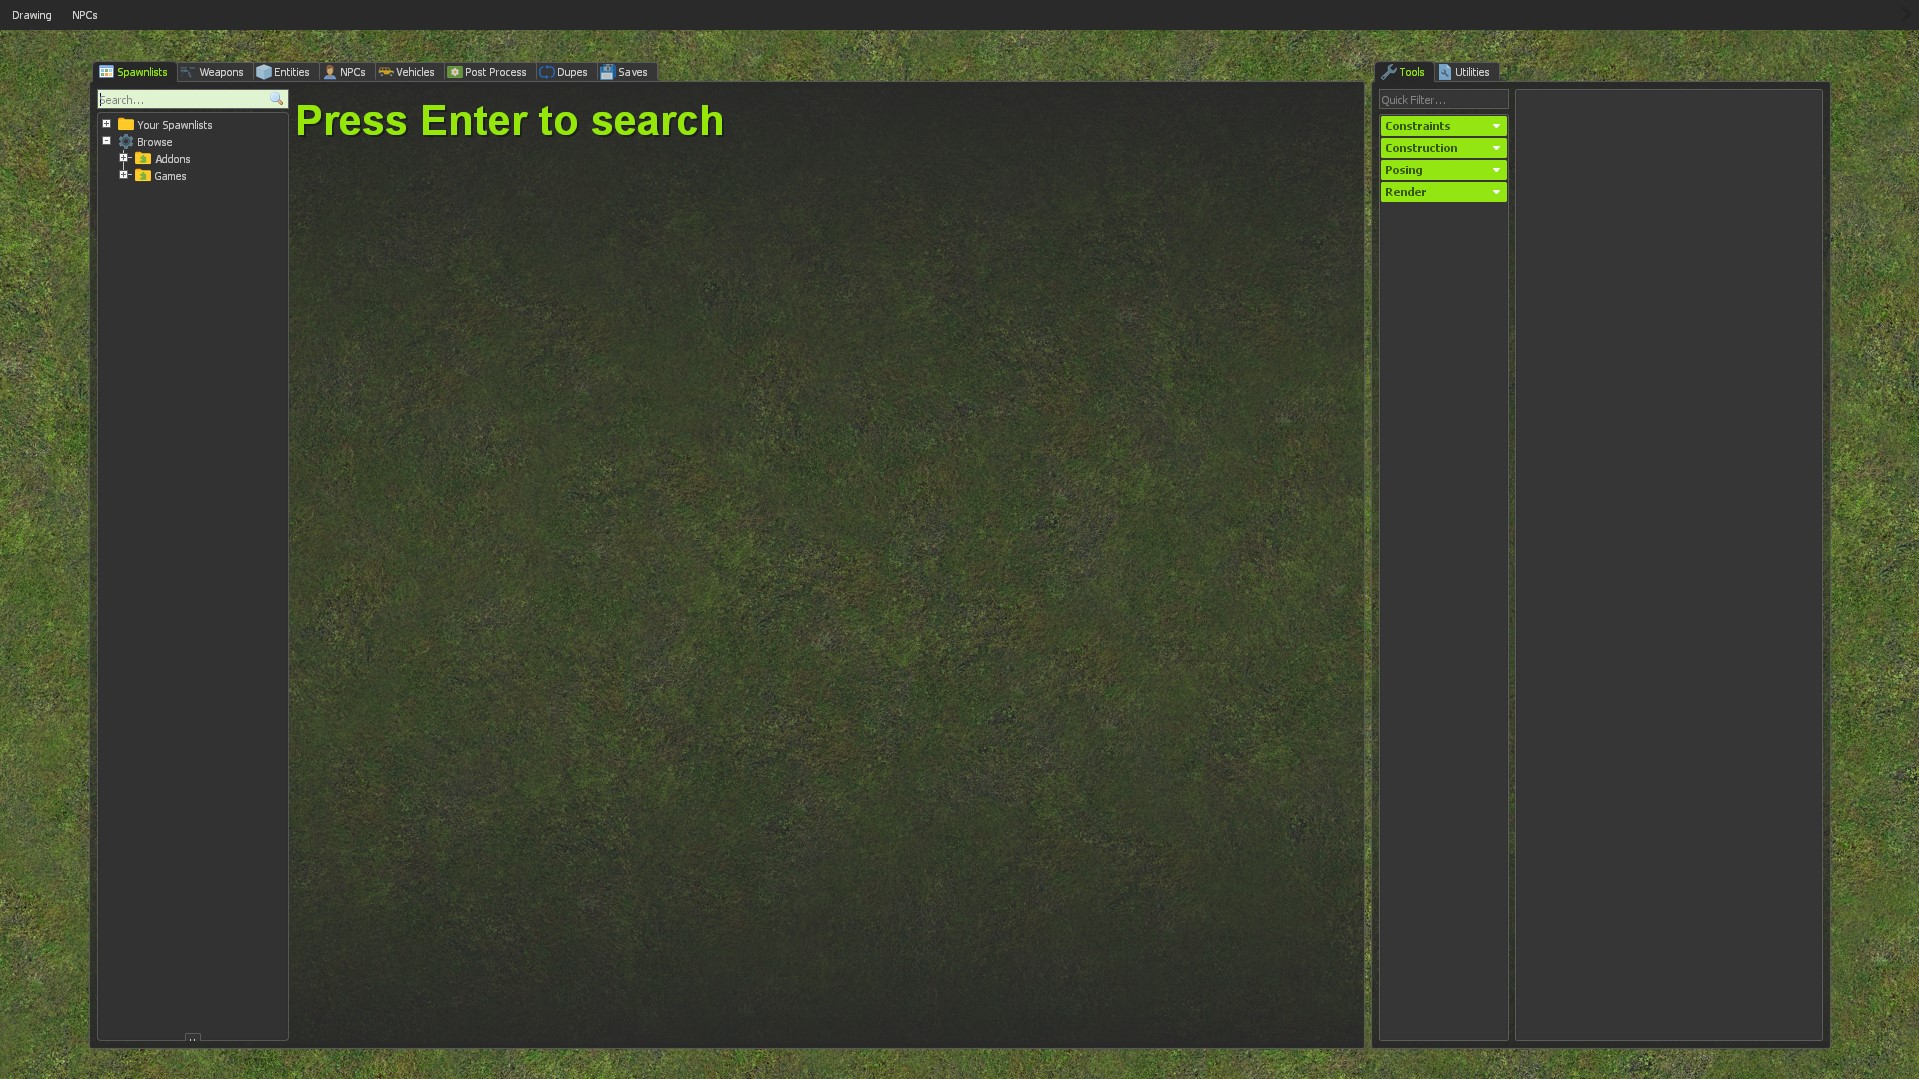 Drawing NPCs
Spawnlists Weapons Entities NPCs Vehicles Post Process Dupes Saves
Tools Utilities
Search...
Your Spawnlists
Browse
Addons
Games
Press Enter to search
Quick Filter...
Constraints
Construction
Posing
Render